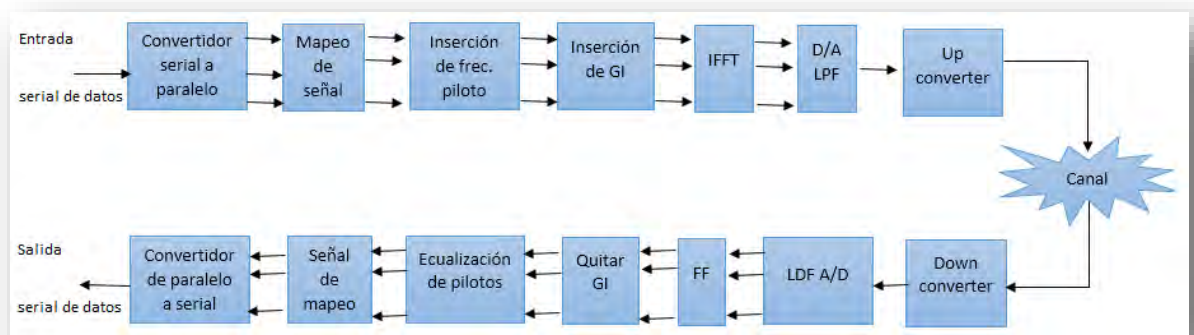 Entrada
serial de datos
Convertidor
serial a
paralelo
Mapeo
de
señal
Inserción
de frec.
piloto
Inserción
de GI
IFFT
D/A
LPF
Up
converter
Canal
Salida
serial de datos
Convertidor
de paralelo
a serial
Señal
de
mapeo
Ecualización
de pilotos
Quitar
GI
FF
LDF A/D
Down
converter